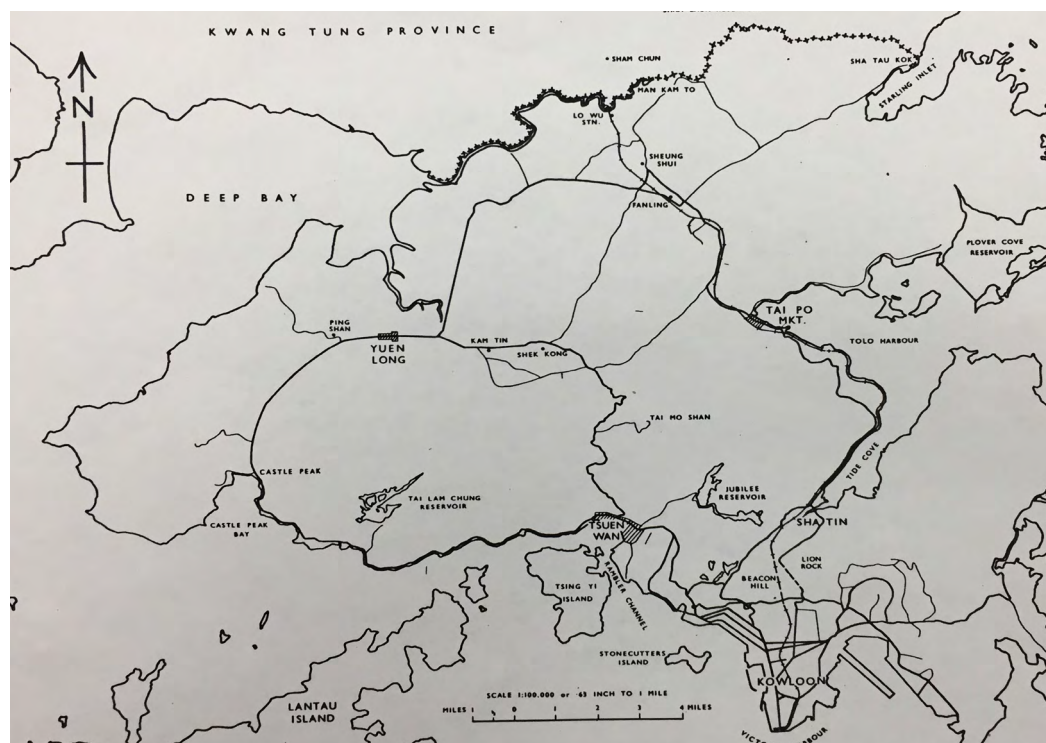 KWANG TUNG PROVINCE
SHAM CHUN
SHA TAU KOK
MAN KAM TO
STARLING INLET
LO WU
STN.
N
SHEUNG
SHUI
DEEP BAY
FANLING
PLOVER COVE
RESERVOIR
PING
SHAN
TAI PO
MKT.
YUEN
LONG
KAM TIN
SHEK KONG
TOLO HARBOUR
TAI MO SHAN
TIDE COVE
CASTLE PEAK
TAI LAM CHUNG
RESERVOIR
JUBILEE
RESERVOIR
CASTLE PEAK
BAY
TSUEN
WAN
SHA TIN
LION
ROCK
BEACON
HILL
TSING YI
ISLAND
RAMBLER CHANNEL
STONECUTTERS
ISLAND
KOWLOON
LANTAU
ISLAND
SCALE 1:100.000 or ·63 INCH TO 1 MILE
MILES 1 0 1 2 3 4 MILES